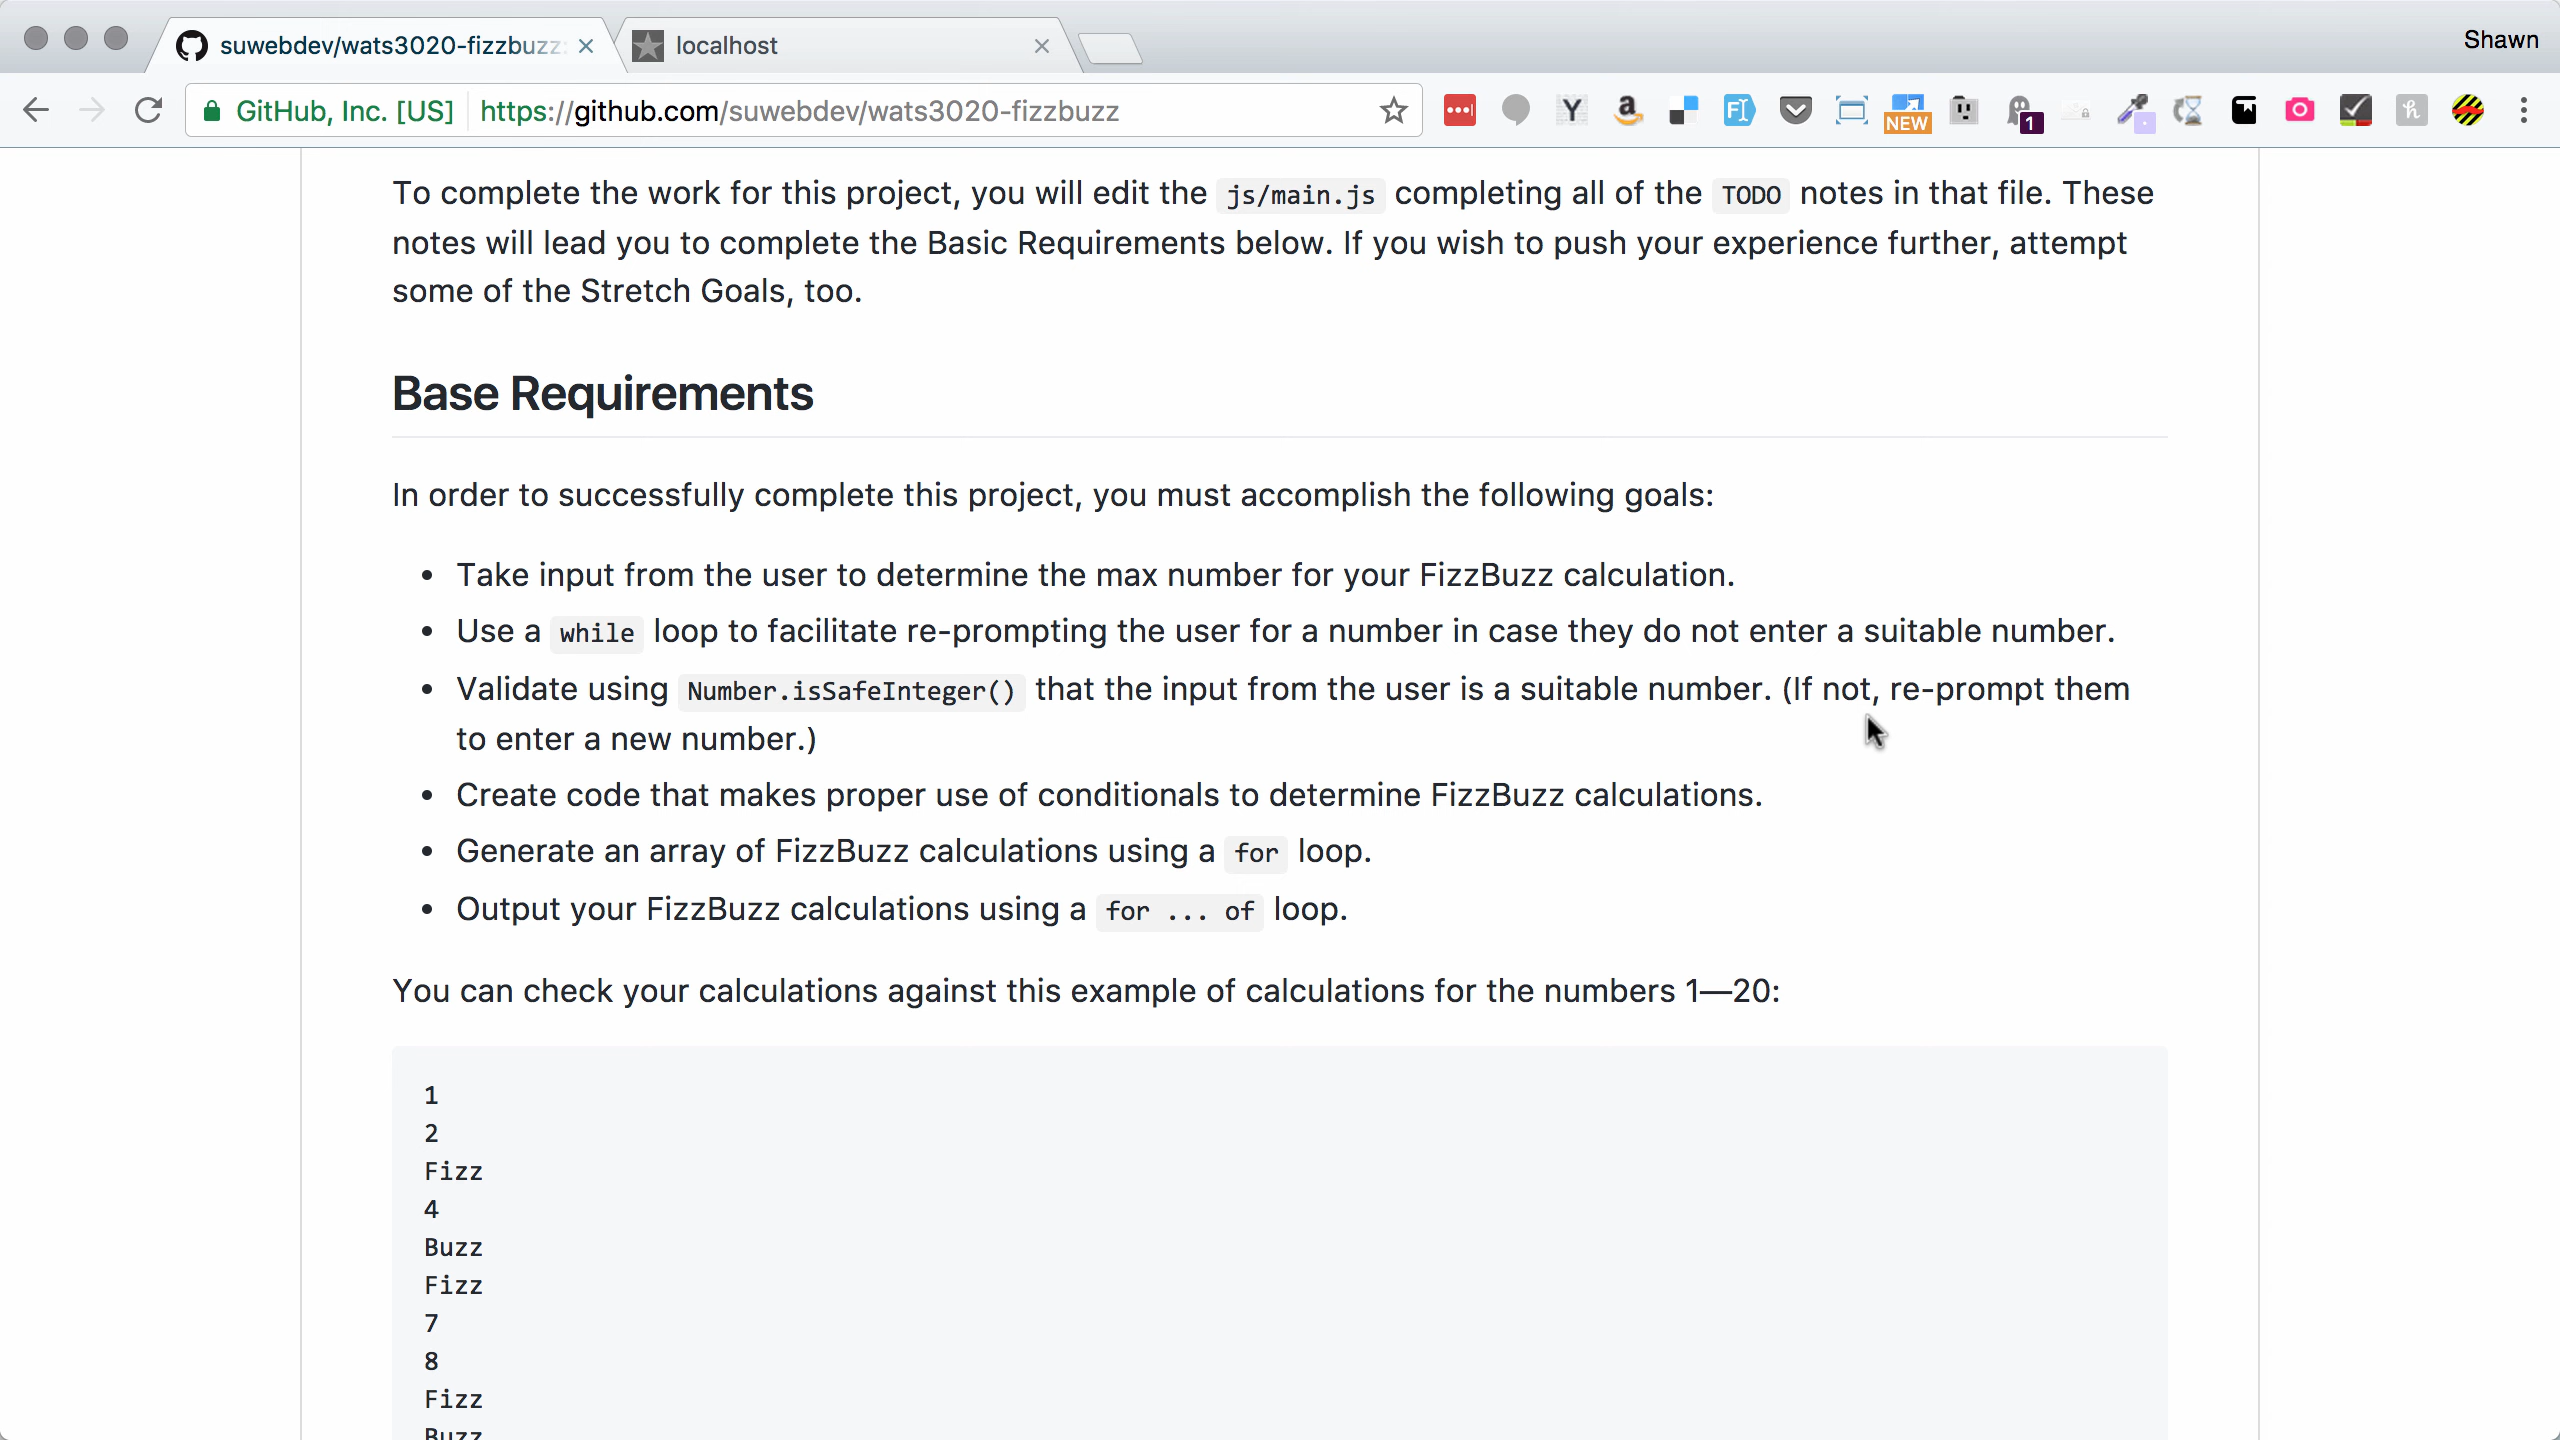 suwebdev/wats3020-fizzbuzz
localhost
Shawn
GitHub, Inc. [US]
https://github.com/suwebdev/wats3020-fizzbuzz
Y
a
FI
NEW
1
h
To complete the work for this project, you will edit the js/main.js completing all of the TODO notes in that file. These
notes will lead you to complete the Basic Requirements below. If you wish to push your experience further, attempt
some of the Stretch Goals, too.
Base Requirements
In order to successfully complete this project, you must accomplish the following goals:
• Take input from the user to determine the max number for your FizzBuzz calculation.
• Use a while loop to facilitate re-prompting the user for a number in case they do not enter a suitable number.
• Validate using Number.isSafeInteger() that the input from the user is a suitable number. (If not, re-prompt them
to enter a new number.)
• Create code that makes proper use of conditionals to determine FizzBuzz calculations.
• Generate an array of FizzBuzz calculations using a for loop.
• Output your FizzBuzz calculations using a for ... of loop.
You can check your calculations against this example of calculations for the numbers 1—20:
1
2
Fizz
4
Buzz
Fizz
7
8
Fizz
Buzz